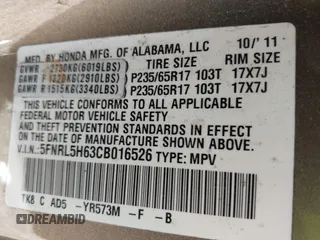 MFD. BY HONDA MFG. OF ALABAMA, LLC 10/'11
GVWR 2730KG(6019LBS) TIRE SIZE RIM SIZE
GAWR F 1320KG(2910LBS) P235/65R17 103T 17X7J
GAWR R 1515KG(3340LBS) P235/65R17 103T 17X7J
THIS VEHICLE CONFORMS TO ALL APPLICABLE
FEDERAL MOTOR VEHICLE SAFETY AND
THEFT PREVENTION STANDARDS IN EFFECT ON
THE DATE OF MANUFACTURE SHOWN ABOVE.
V.I.N.: 5FNRL5H63CB016526 TYPE: MPV
TK8 C AD5 -YR573M -F -B
DREAMBID